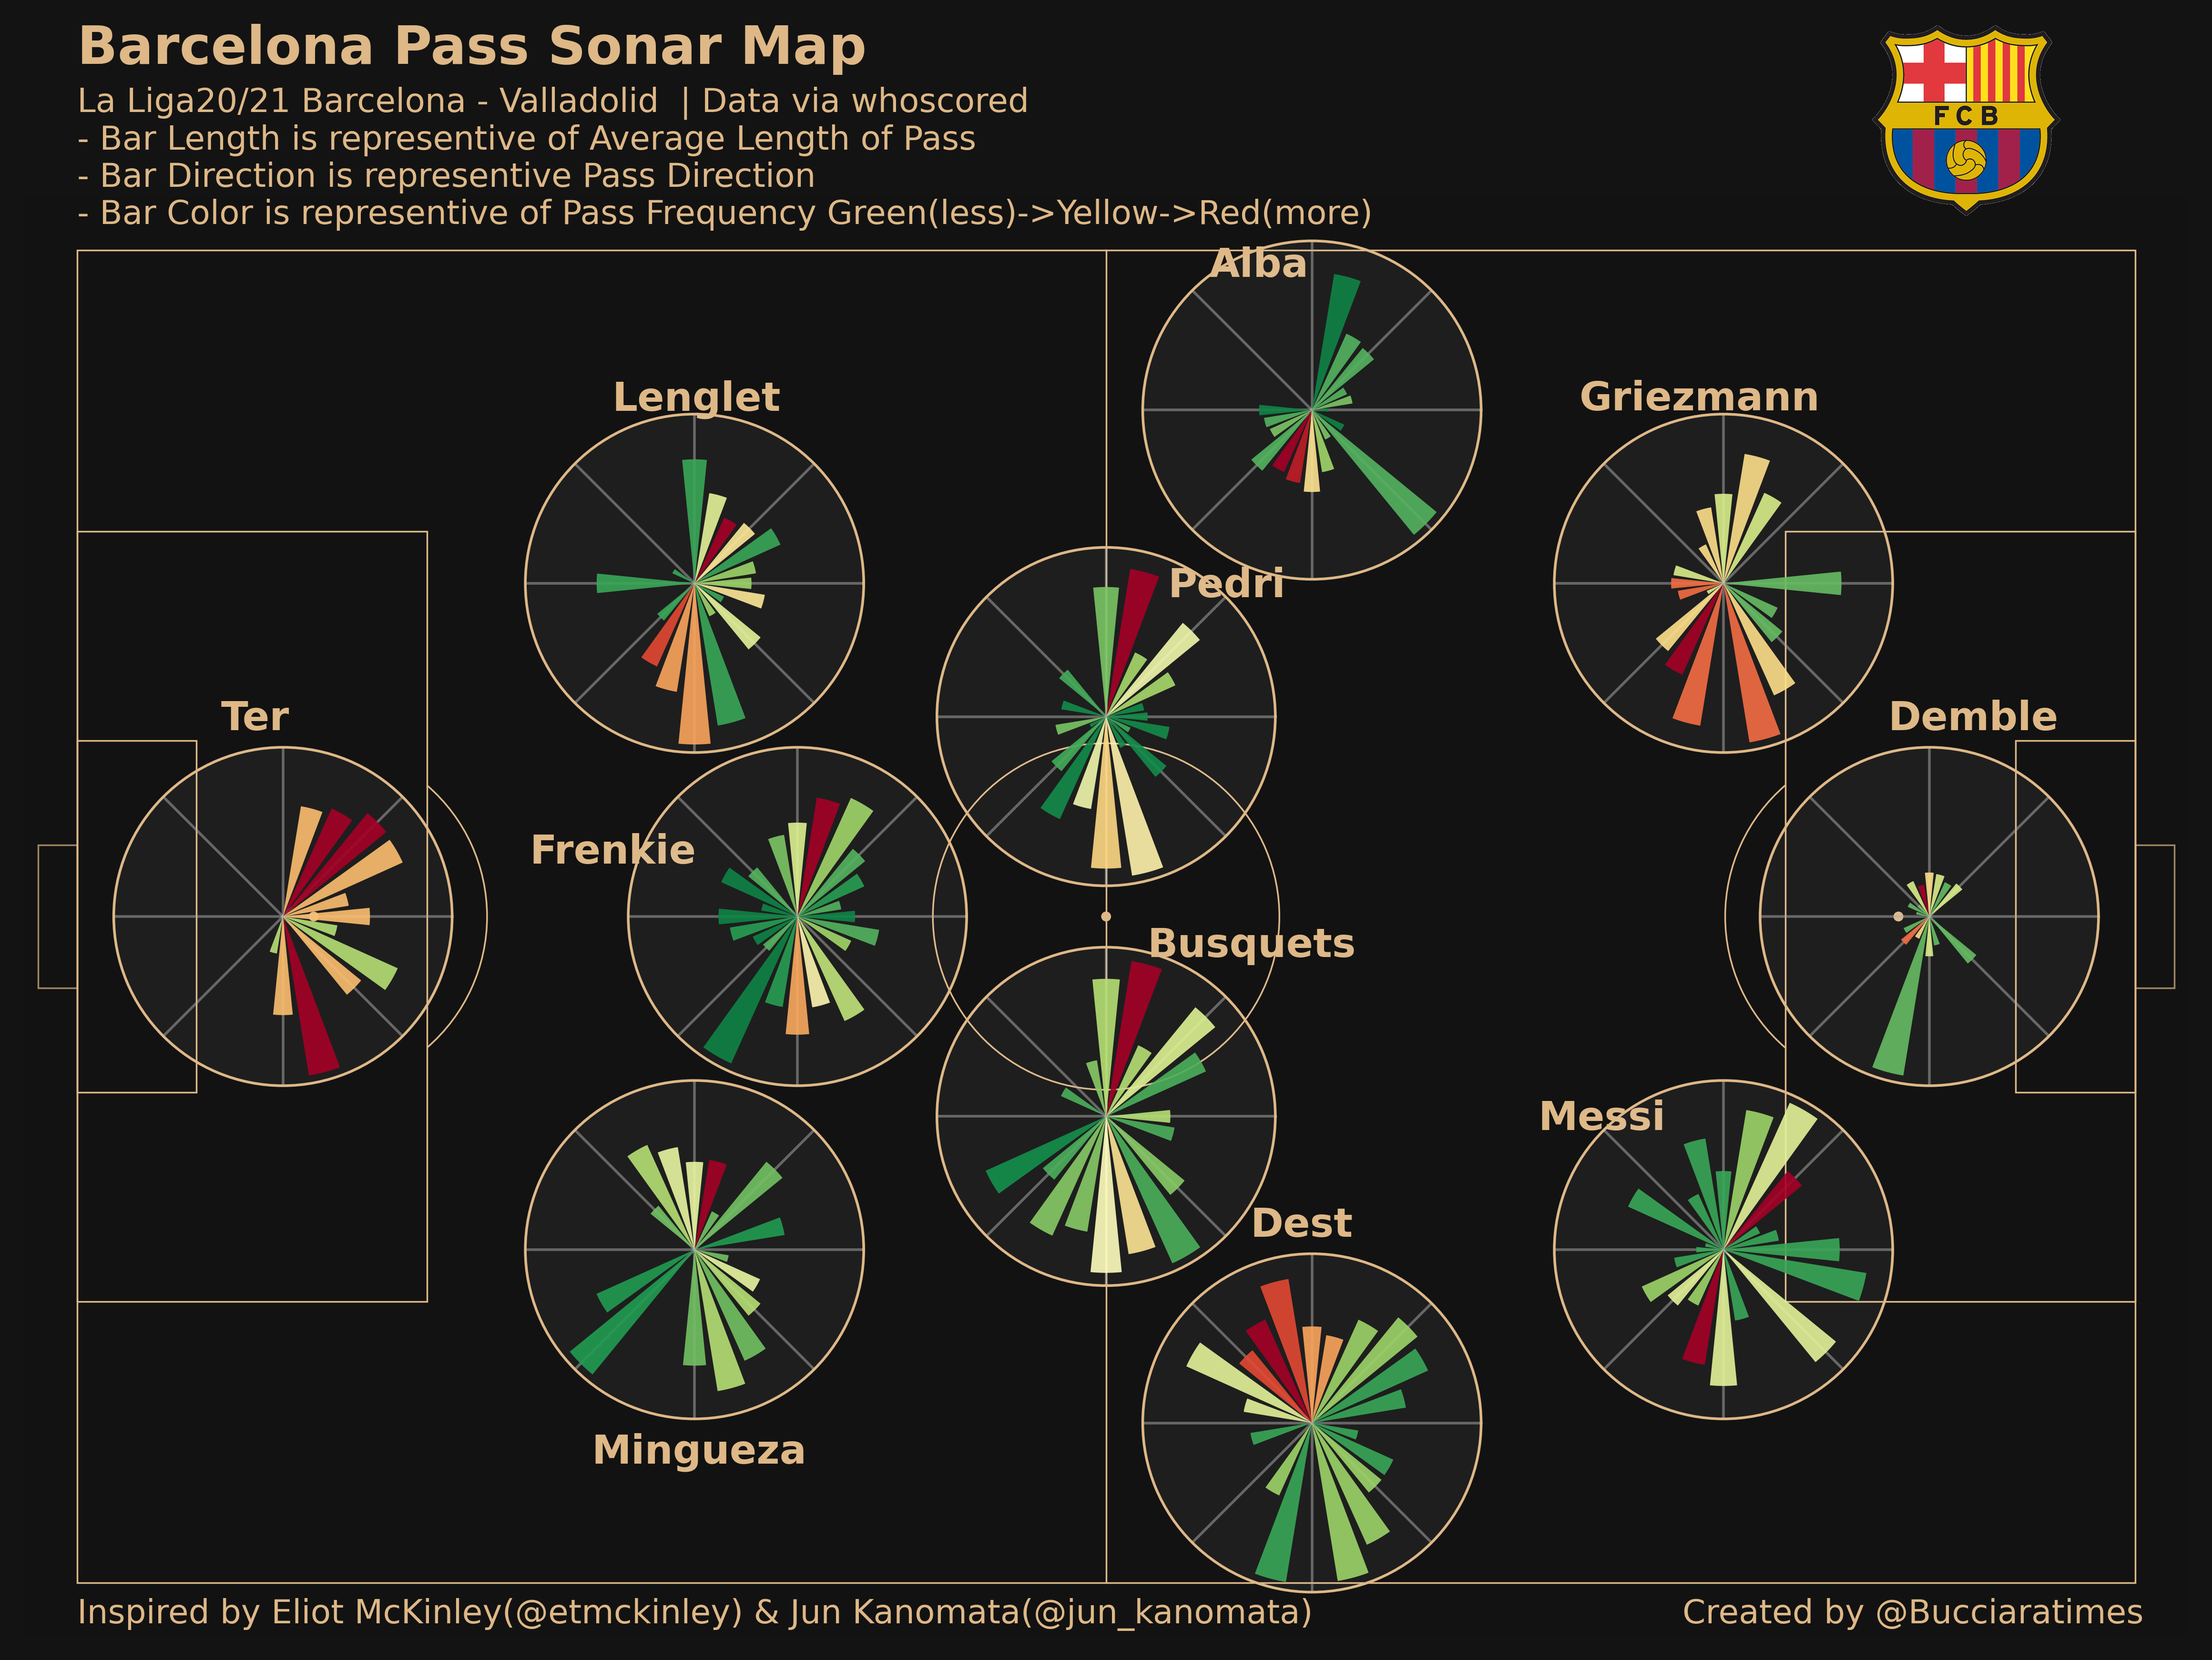 Barcelona Pass Sonar Map
La Liga20/21 Barcelona - Valladolid | Data via whoscored
- Bar Length is representive of Average Length of Pass
- Bar Direction is representive Pass Direction
- Bar Color is representive of Pass Frequency Green(less)->Yellow->Red(more)
FCB
Alba
Lenglet
Griezmann
Pedri
Ter
Demble
Frenkie
Busquets
Messi
Dest
Mingueza
Inspired by Eliot McKinley(@etmckinley) & Jun Kanomata(@jun_kanomata)
Created by @Bucciaratimes